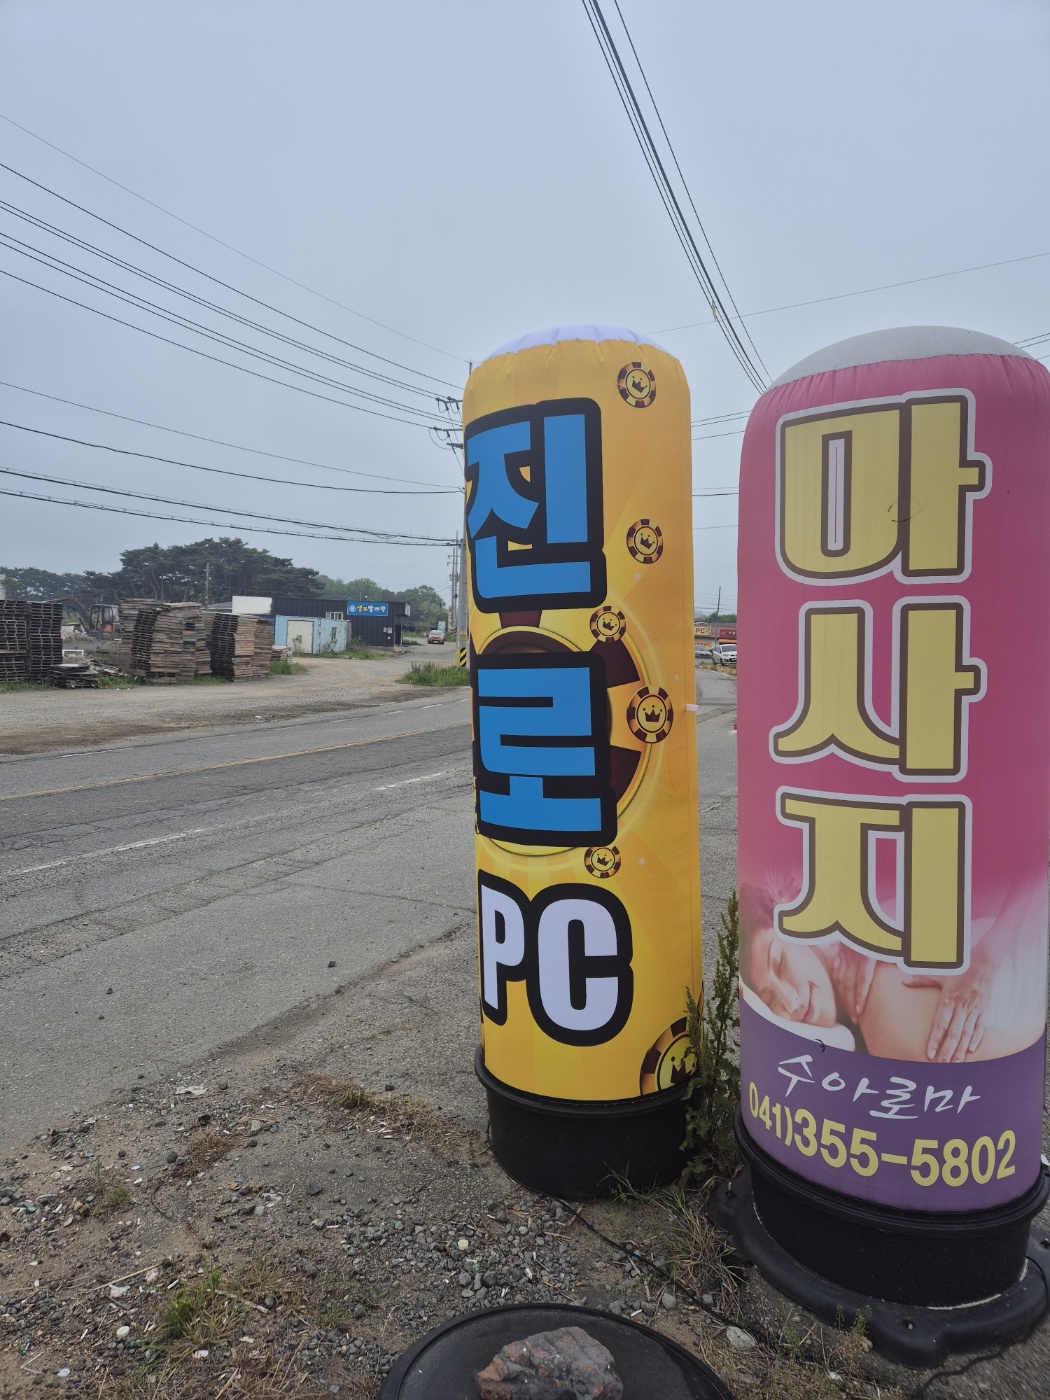 진
로
PC
마
사
지
수아로마
041)355-5802